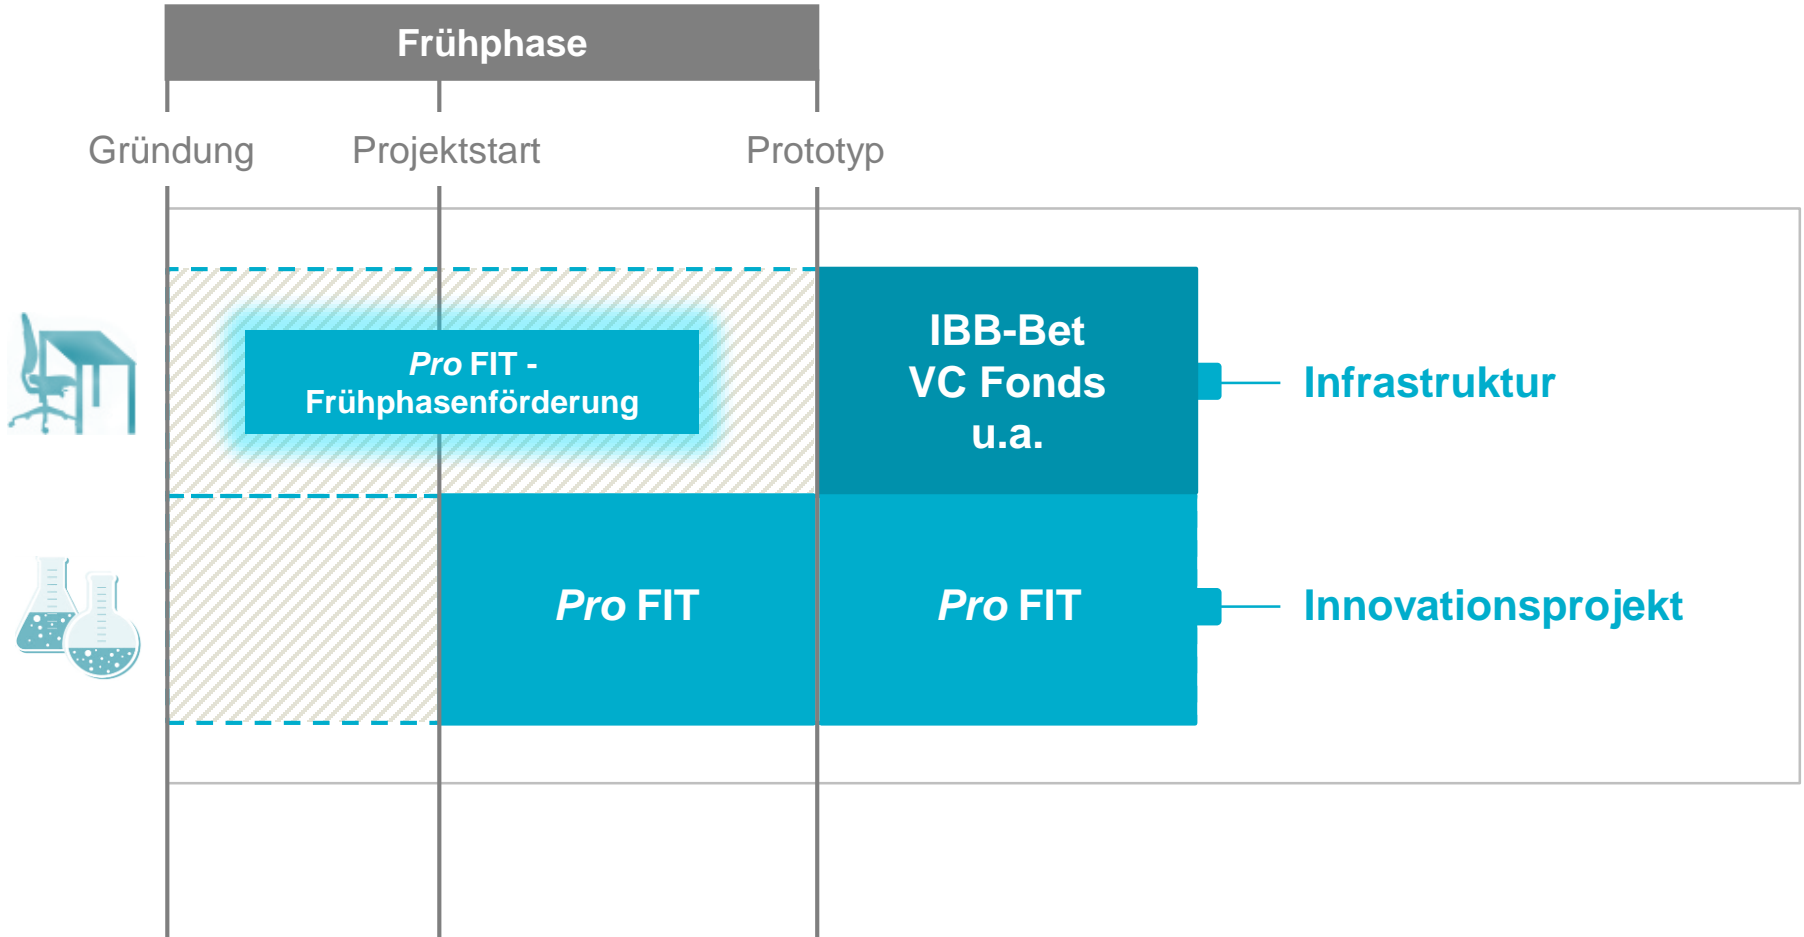 Frühphase
Gründung
Projektstart
Prototyp
Pro FIT -
Frühphasenförderung
IBB-Bet
VC Fonds
u.a.
Infrastruktur
Pro FIT
Pro FIT
Innovationsprojekt